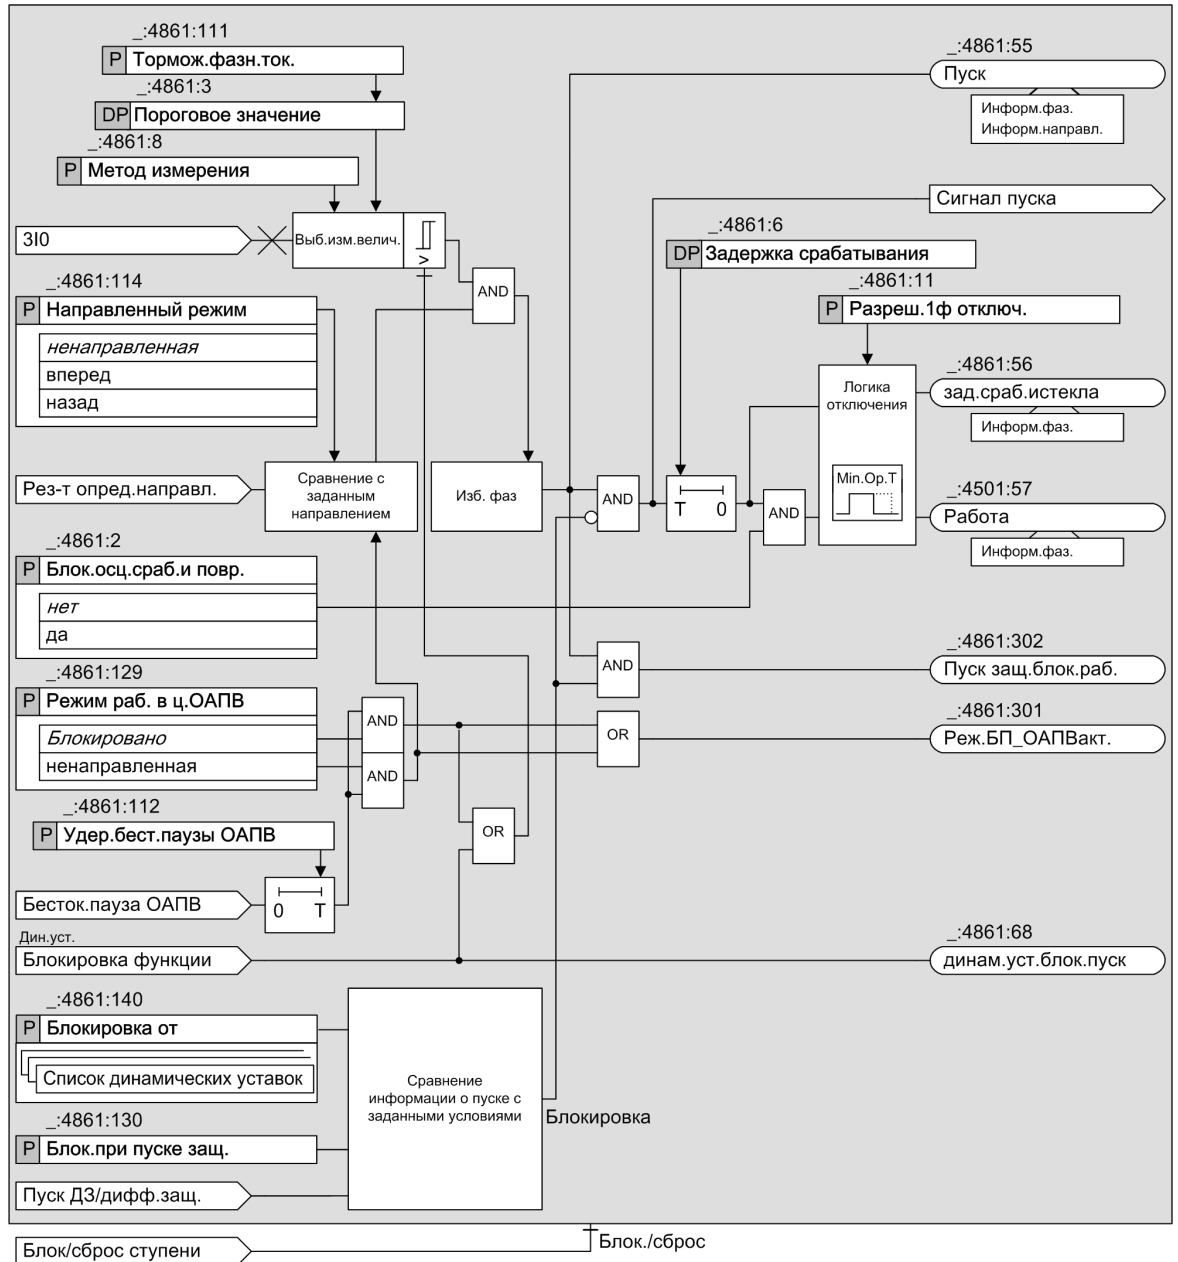 _:4861:111
P Тормож.фазн.ток.
_:4861:3
DP Пороговое значение
_:4861:8
P Метод измерения
3I0
Выб.изм.велич.
>
AND
_:4861:114
P Направленный режим
ненаправленная
вперед
назад
Рез-т опред.направл.
Сравнение с
заданным
направлением
Изб. фаз
AND
_:4861:55
Пуск
Информ.фаз.
Информ.направл.
Сигнал пуска
_:4861:6
DP Задержка срабатывания
_:4861:11
P Разреш.1ф отключ.
T 0
AND
Логика
отключения
Min.Op.T
_:4861:56
зад.сраб.истекла
Информ.фаз.
_:4501:57
Работа
Информ.фаз.
_:4861:2
P Блок.осц.сраб.и повр.
нет
да
AND
_:4861:302
Пуск защ.блок.раб.
_:4861:129
P Режим раб. в ц.ОАПВ
Блокировано
ненаправленная
AND
AND
OR
_:4861:301
Реж.БП_ОАПВакт.
_:4861:112
P Удер.бест.паузы ОАПВ
OR
Бесток.пауза ОАПВ
0 T
Дин.уст.
Блокировка функции
_:4861:68
динам.уст.блок.пуск
_:4861:140
P Блокировка от
Список динамических уставок
Сравнение
информации о пуске с
заданными условиями
Блокировка
_:4861:130
P Блок.при пуске защ.
Пуск ДЗ/дифф.защ.
Блок/сброс ступени
Блок./сброс